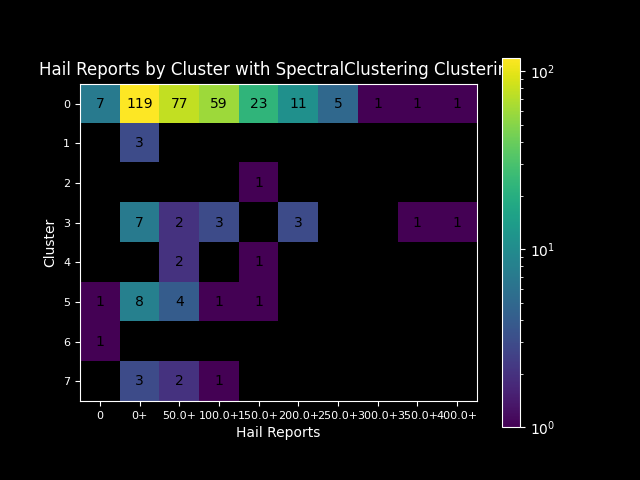 Hail Reports by Cluster with SpectralClustering Clusterin
10²
0 7 119 77 59 23 11 5 1 1 1
1 3
2 1
3 7 2 3 3 1 1
10¹
4 2 1
5 1 8 4 1 1
6 1
7 3 2 1
10⁰
0 0+ 50.0+ 100.0+ 150.0+ 200.0+ 250.0+ 300.0+ 350.0+ 400.0+
Hail Reports
Cluster